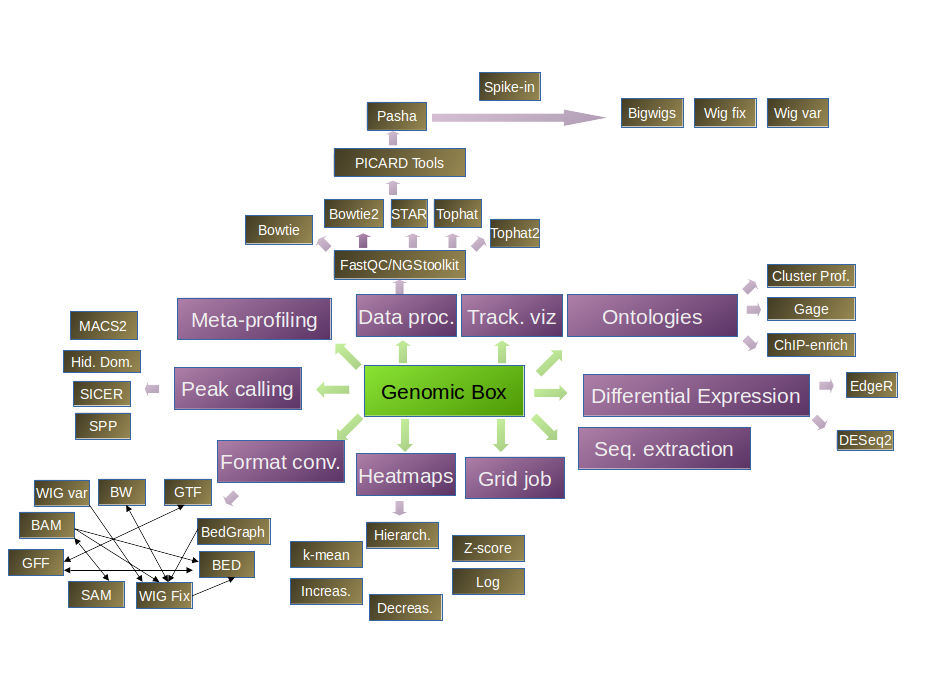 Spike-in
Pasha
Bigwigs
Wig fix
Wig var
PICARD Tools
Bowtie
Bowtie2
STAR
Tophat
Tophat2
FastQC/NGStoolkit
Cluster Prof.
Gage
ChIP-enrich
Meta-profiling
Data proc.
Track. viz
Ontologies
MACS2
Hid. Dom.
SICER
SPP
Peak calling
Genomic Box
Differential Expression
EdgeR
DESeq2
Format conv.
Heatmaps
Grid job
Seq. extraction
WIG var
BW
GTF
BAM
BedGraph
GFF
BED
SAM
WIG Fix
Hierarch.
k-mean
Z-score
Increas.
Log
Decreas.